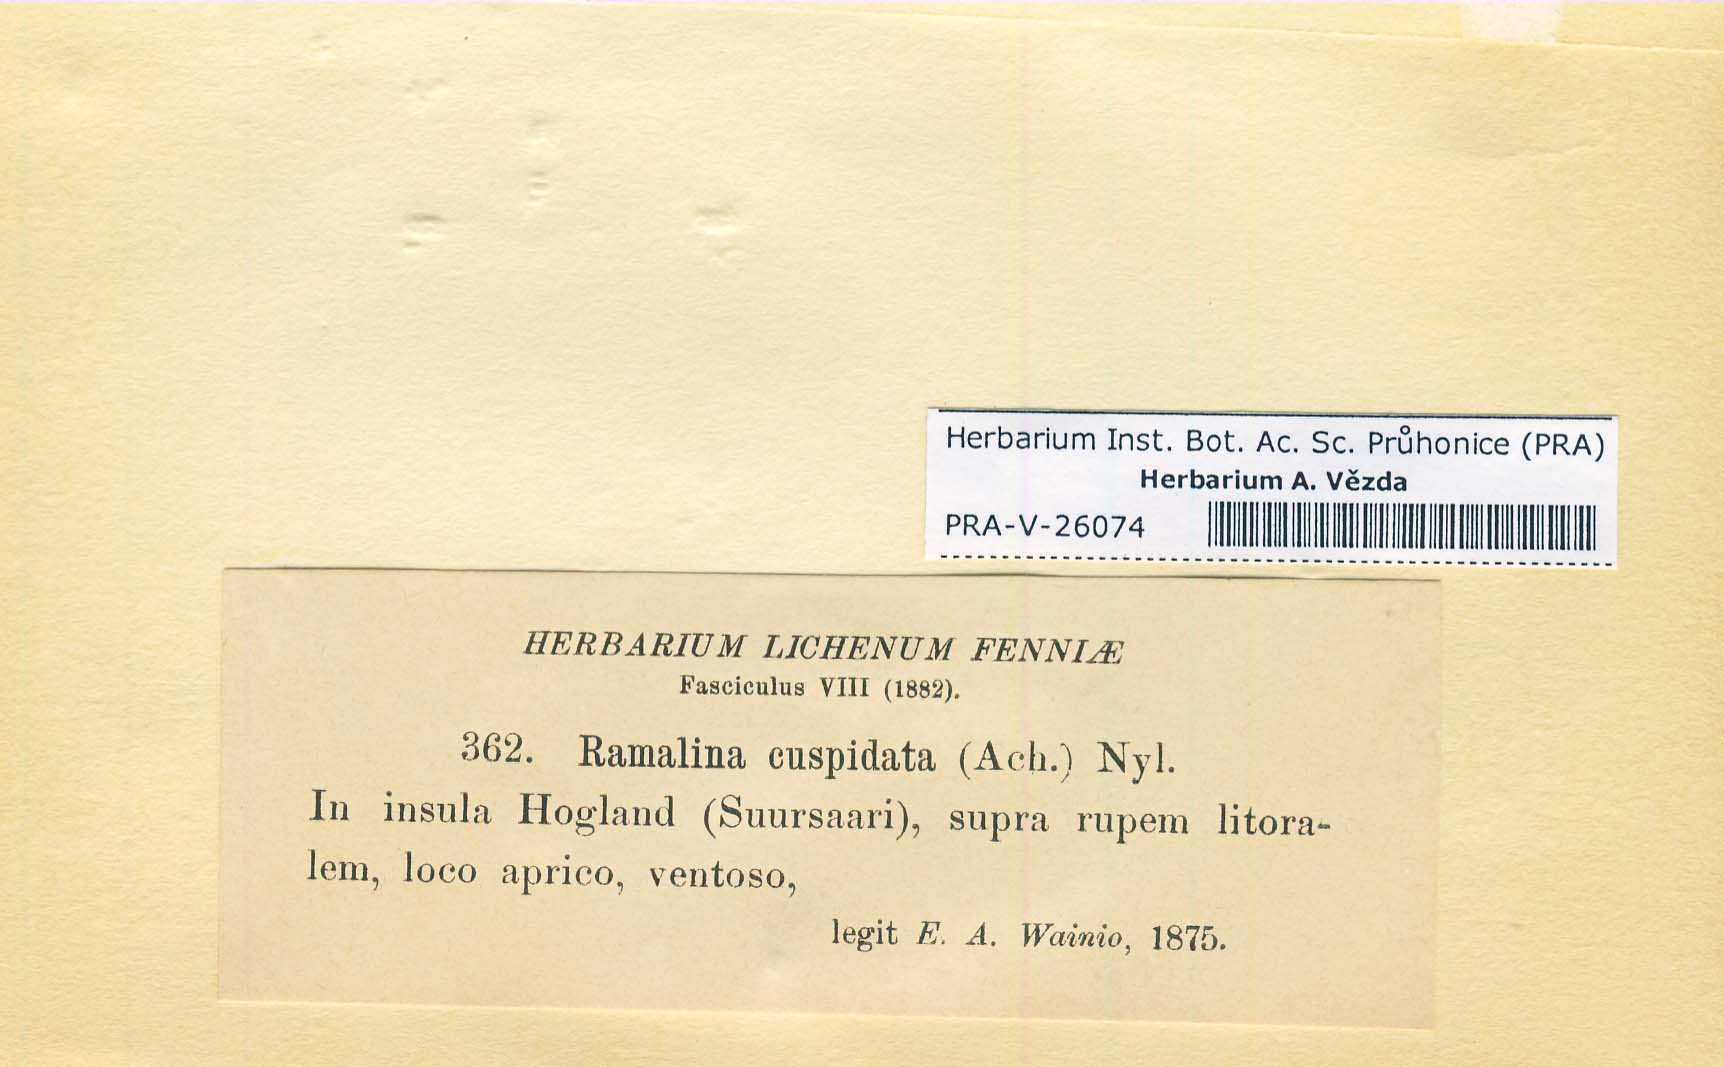 Herbarium Inst. Bot. Ac. Sc. Průhonice (PRA)
Herbarium A. Vězda
PRA-V-26074
HERBARIUM LICHENUM FENNIÆ
Fasciculus VIII (1882).
362. Ramalina cuspidata (Ach.) Nyl.
In insula Hogland (Suursaari), supra rupem litora-
lem, loco aprico, ventoso,
legit E. A. Wainio, 1875.